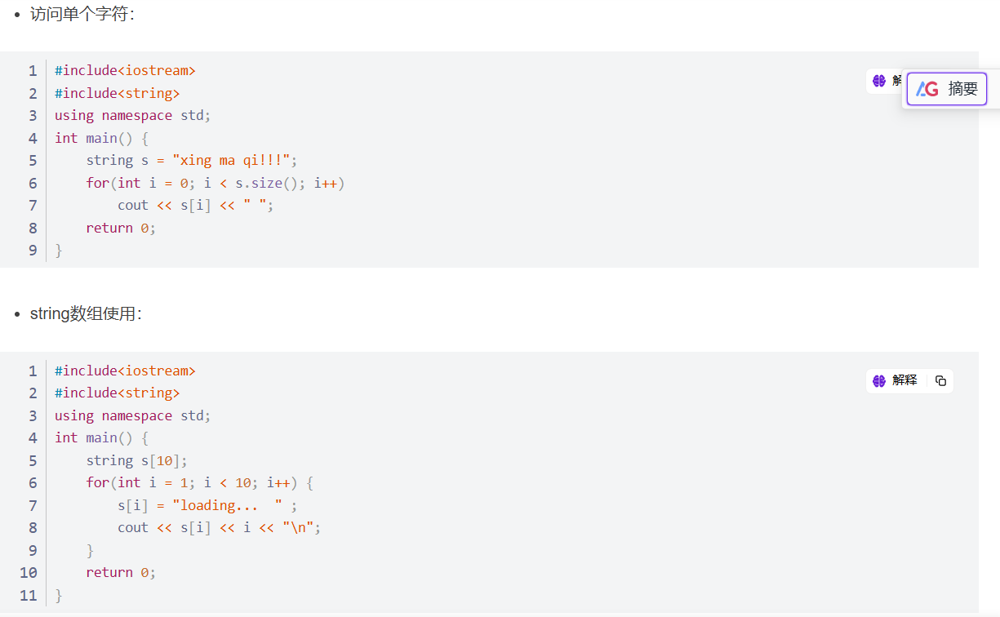 • 访问单个字符：
1 #include<iostream>
2 #include<string>
3 using namespace std;
4 int main() {
5     string s = "xing ma qi!!!";
6     for(int i = 0; i < s.size(); i++)
7         cout << s[i] << " ";
8     return 0;
9 }
解
AG 摘要
• string数组使用：
1 #include<iostream>
2 #include<string>
3 using namespace std;
4 int main() {
5     string s[10];
6     for(int i = 1; i < 10; i++) {
7         s[i] = "loading...  " ;
8         cout << s[i] << i << "\n";
9     }
10     return 0;
11 }
解释